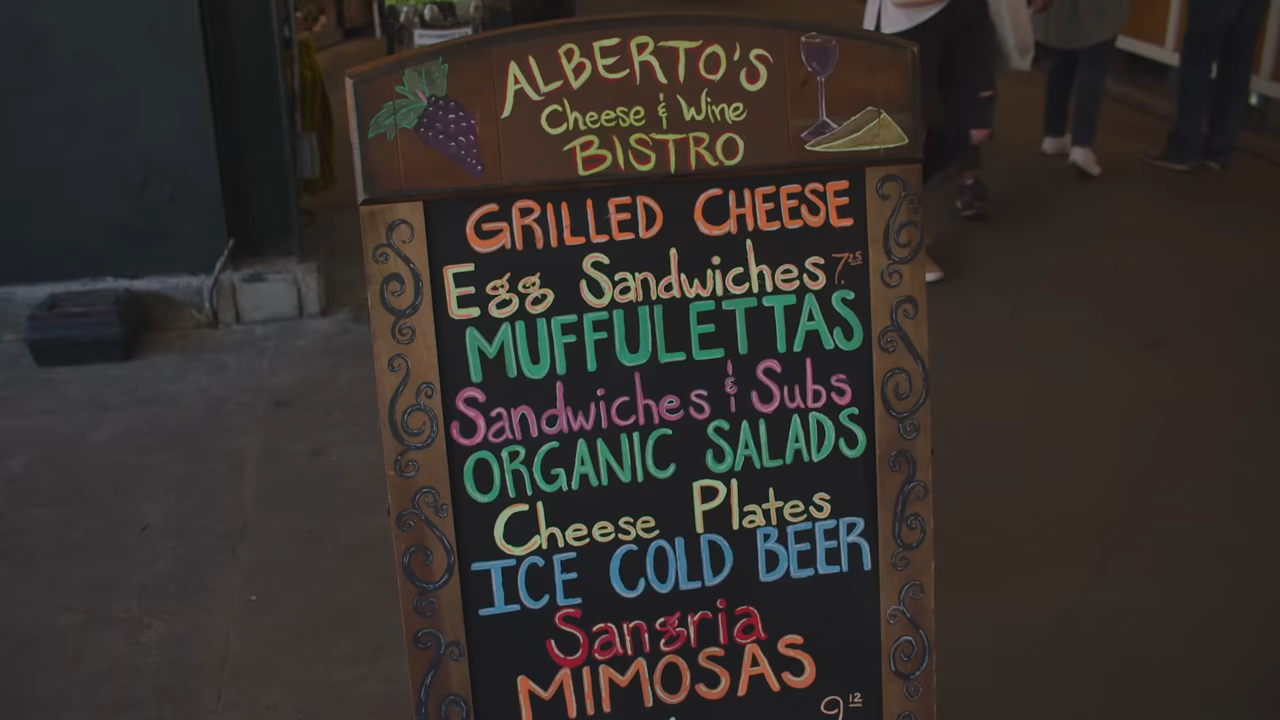 ALBERTO'S
Cheese & Wine
BISTRO
GRILLED CHEESE
Egg Sandwiches 7.25
MUFFULETTAS
Sandwiches & Subs
ORGANIC SALADS
Cheese Plates
ICE COLD BEER
Sangria
MIMOSAS
9 12